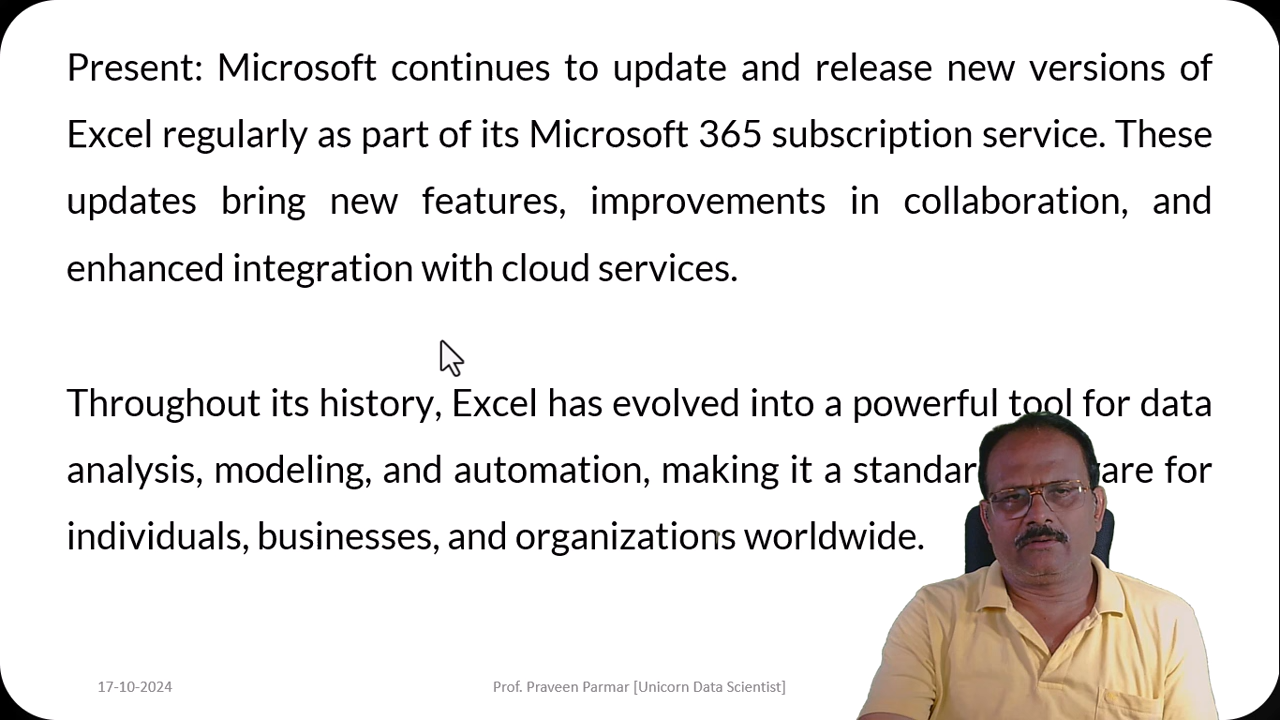 Present: Microsoft continues to update and release new versions of
Excel regularly as part of its Microsoft 365 subscription service. These
updates bring new features, improvements in collaboration, and
enhanced integration with cloud services.
Throughout its history, Excel has evolved into a powerful tool for data
analysis, modeling, and automation, making it a for
individuals, businesses, and organizations worldwide.
17-10-2024
Prof. Praveen Parmar [Unicorn Data Scientist]